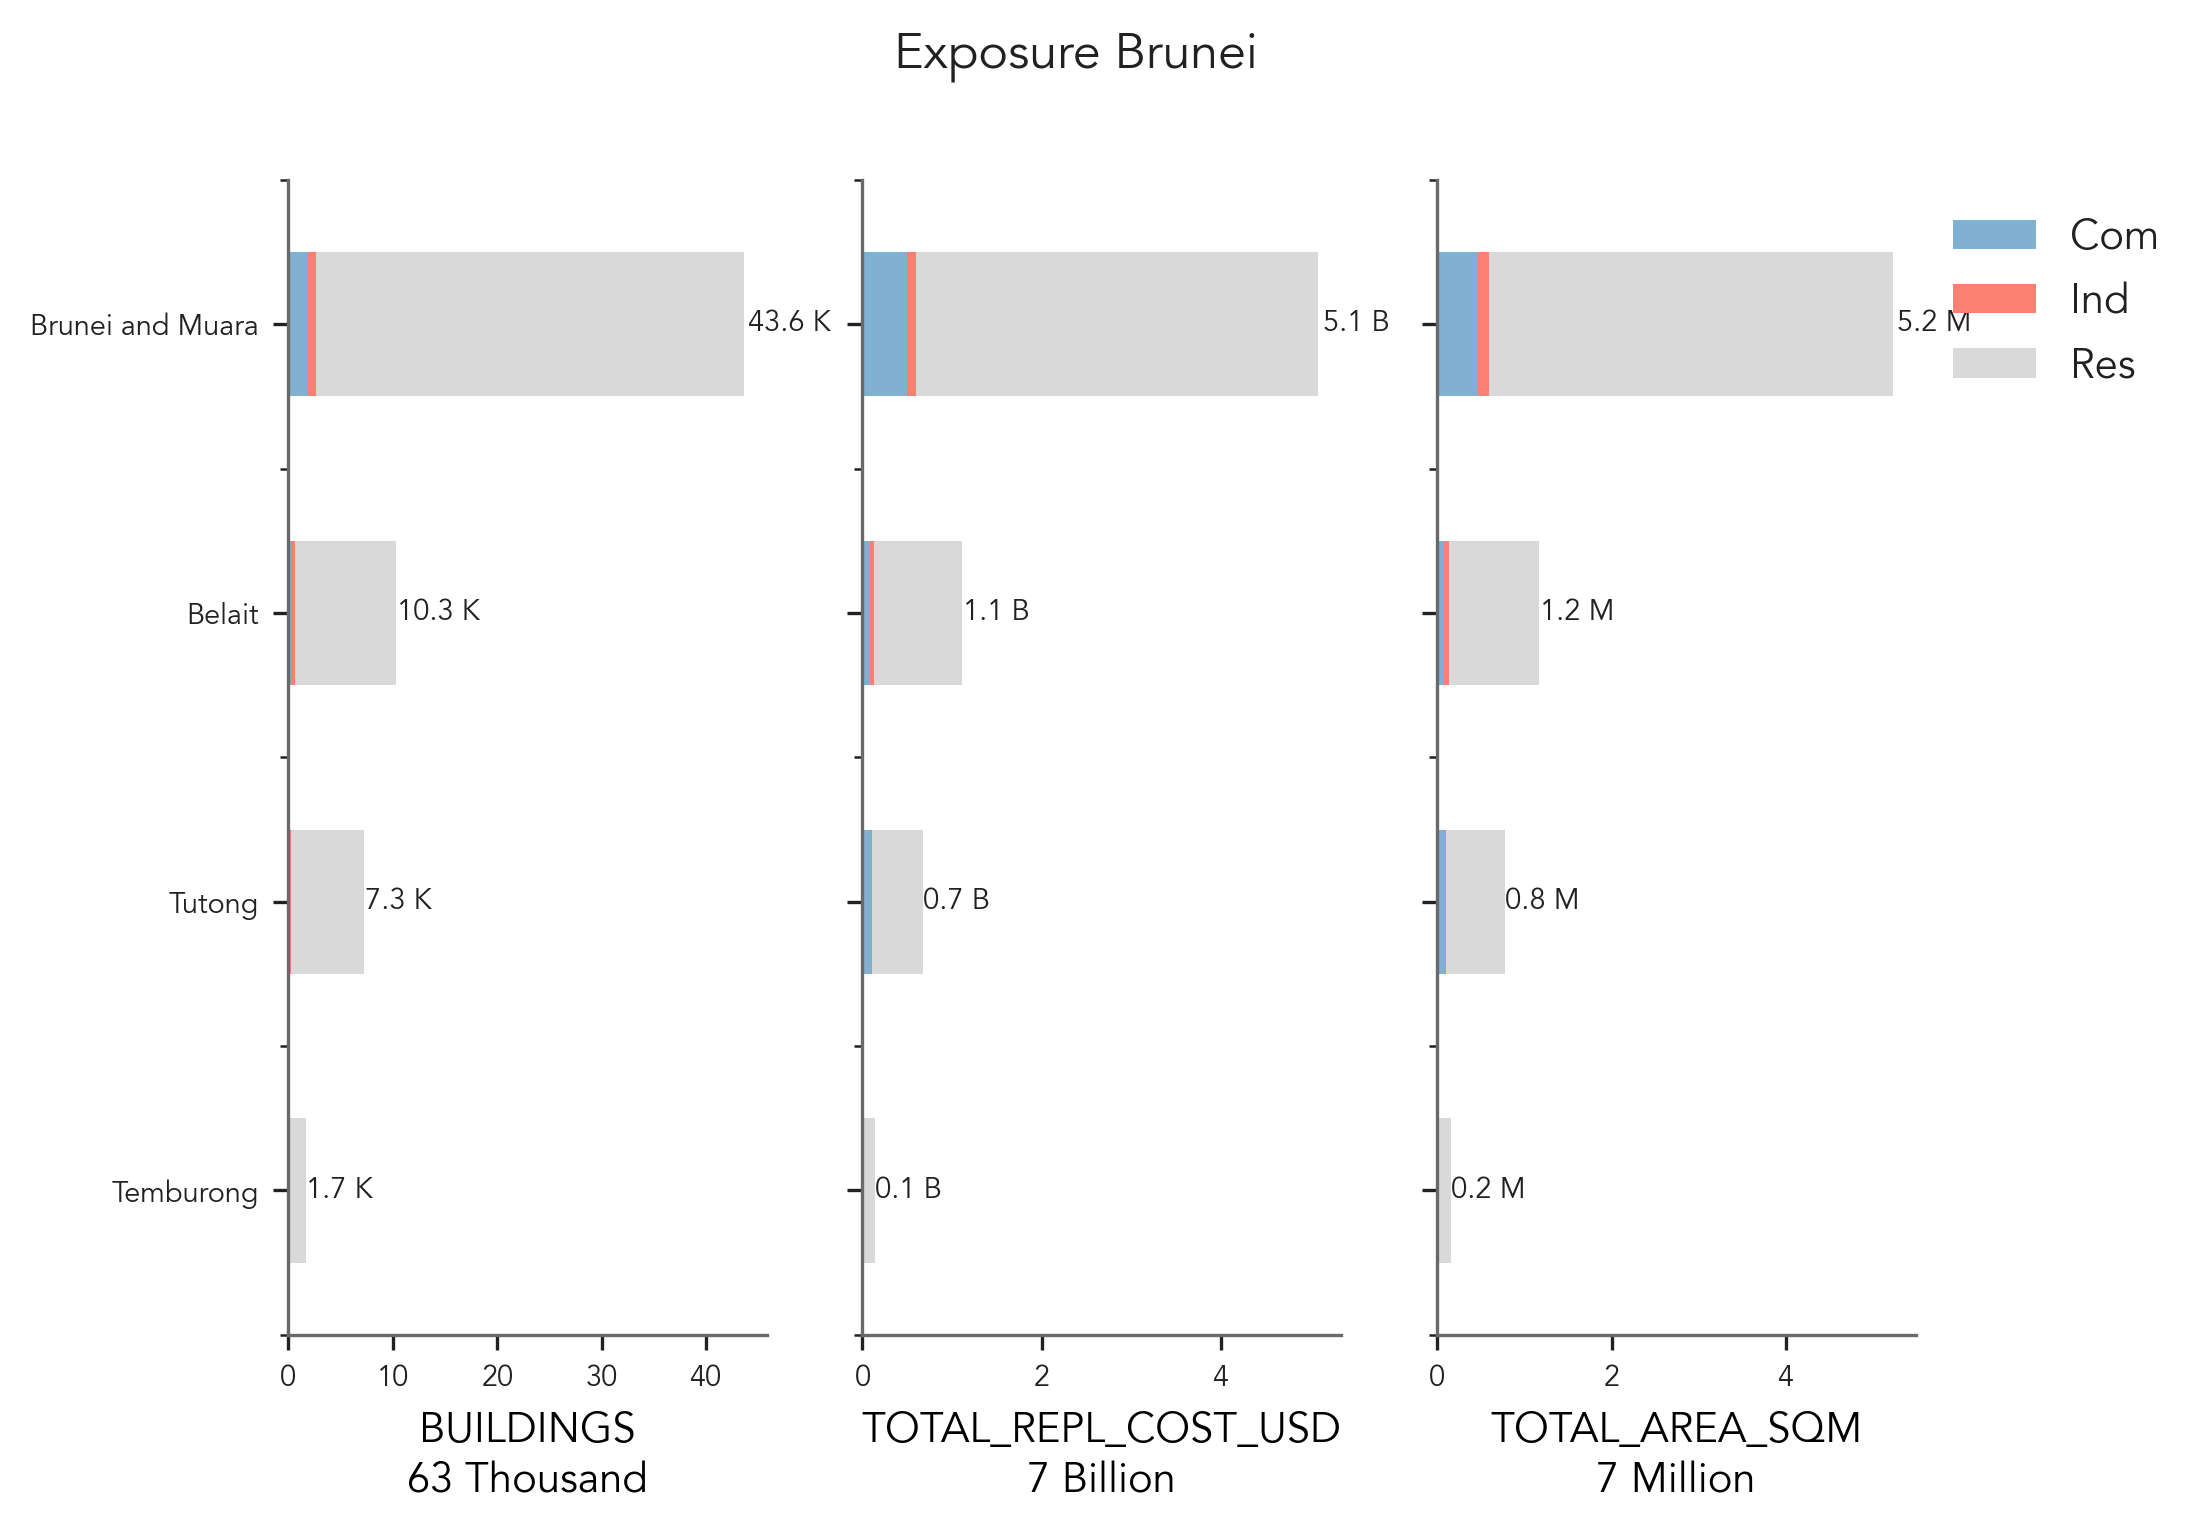 Exposure Brunei
Com
Ind
Res
Brunei and Muara
43.6 K
5.1 B
5.2 M
Belait
10.3 K
1.1 B
1.2 M
Tutong
7.3 K
0.7 B
0.8 M
Temburong
1.7 K
0.1 B
0.2 M
0 10 20 30 40
0 2 4
0 2 4
BUILDINGS
63 Thousand
TOTAL_REPL_COST_USD
7 Billion
TOTAL_AREA_SQM
7 Million